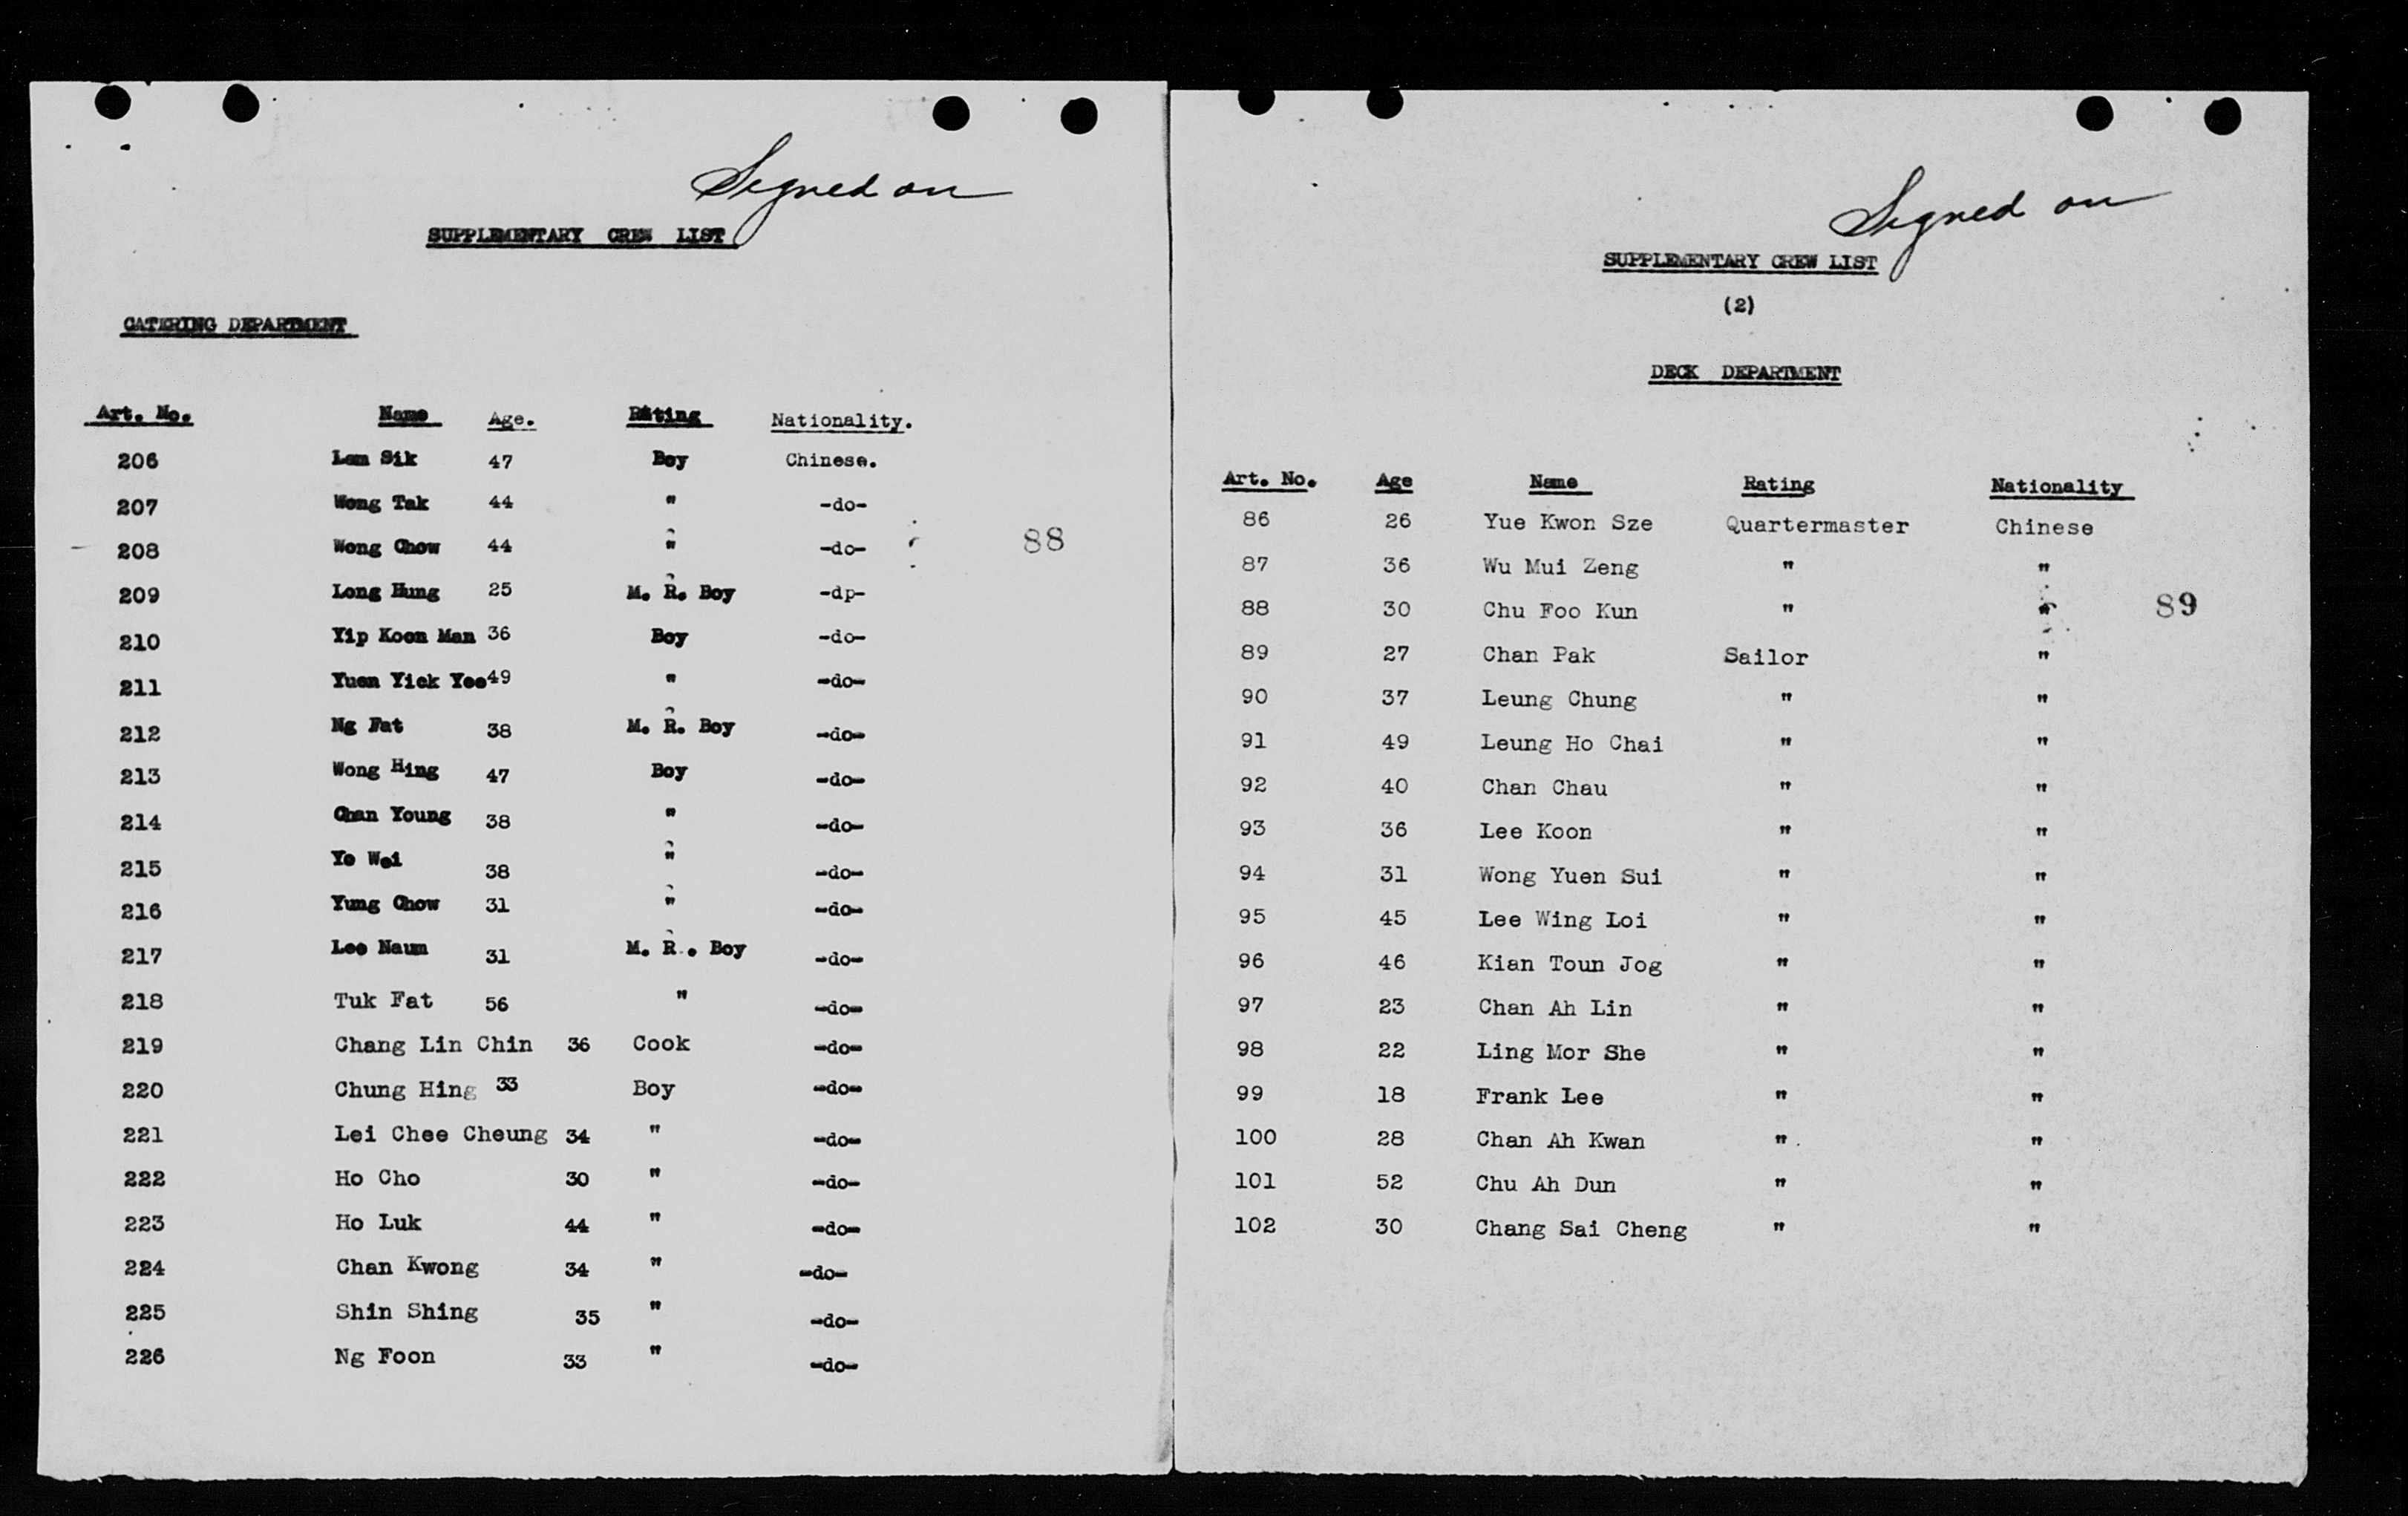 Signed on
SUPPLEMENTARY CREW LIST
CATERING DEPARTMENT
Art. No. Name Age. Rating Nationality.
206 Lam Sik 47 Boy Chinese.
207 Wong Tak 44 " -do-
208 Wong Chow 44 " -do-
88
209 Long Hung 25 M. R. Boy -dp-
210 Yip Koon Man 36 Boy -do-
211 Yuen Yick Yee 49 " -do-
212 Ng Fat 38 M. R. Boy -do-
213 Wong Hing 47 Boy -do-
214 Chan Young 38 " -do-
215 Yo Wei 38 " -do-
216 Yung Chow 31 " -do-
217 Lee Naum 31 M. R. Boy -do-
218 Tuk Fat 56 " -do-
219 Chang Lin Chin 36 Cook -do-
220 Chung Hing 33 Boy -do-
221 Lei Chee Cheung 34 " -do-
222 Ho Cho 30 " -do-
223 Ho Luk 44 " -do-
224 Chan Kwong 34 " -do-
225 Shin Shing 35 " -do-
226 Ng Foon 33 " -do-
Signed on
SUPPLEMENTARY CREW LIST
(2)
DECK DEPARTMENT
Art. No. Age Name Rating Nationality
86 26 Yue Kwon Sze Quartermaster Chinese
87 36 Wu Mui Zeng " "
88 30 Chu Foo Kun " "
89
89 27 Chan Pak Sailor "
90 37 Leung Chung " "
91 49 Leung Ho Chai " "
92 40 Chan Chau " "
93 36 Lee Koon " "
94 31 Wong Yuen Sui " "
95 45 Lee Wing Loi " "
96 46 Kian Toun Jog " "
97 23 Chan Ah Lin " "
98 22 Ling Mor She " "
99 18 Frank Lee " "
100 28 Chan Ah Kwan " "
101 52 Chu Ah Dun " "
102 30 Chang Sai Cheng " "